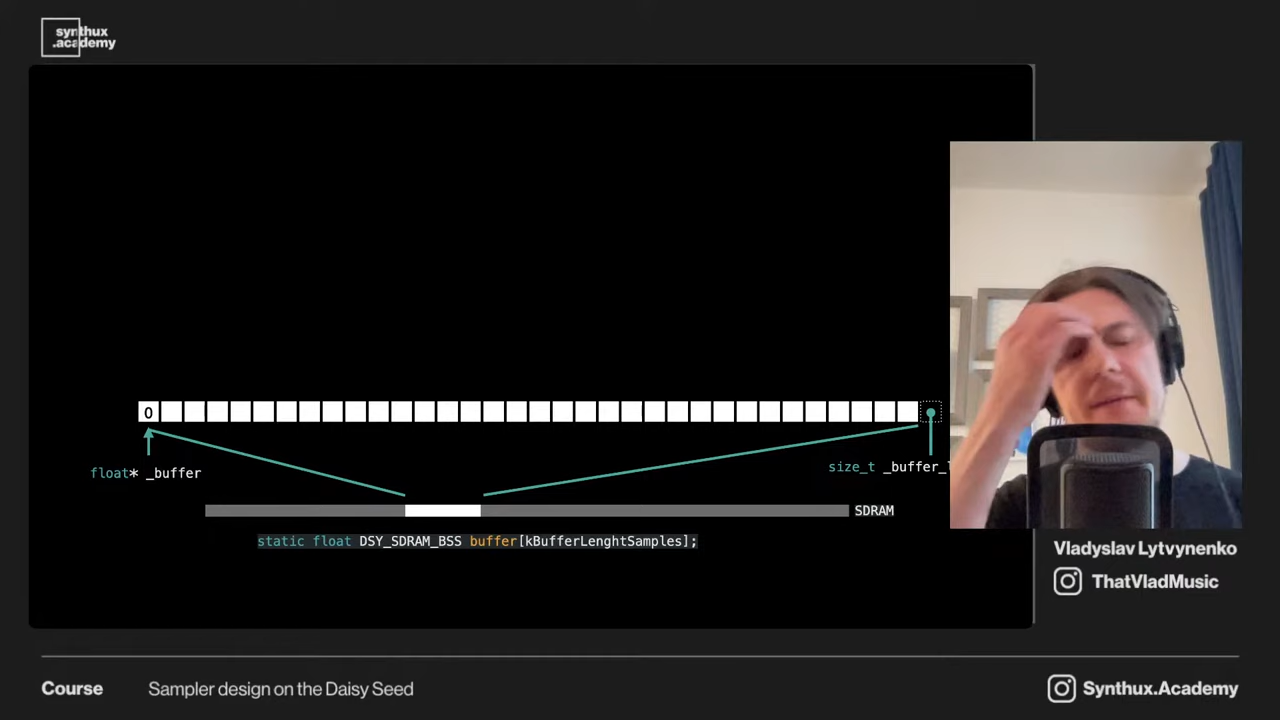 synthux
.academy
0
float* _buffer
size_t _buffer_
SDRAM
static float DSY_SDRAM_BSS buffer[kBufferLenghtSamples];
Vladyslav Lytvynenko
ThatVladMusic
Course
Sampler design on the Daisy Seed
Synthux.Academy